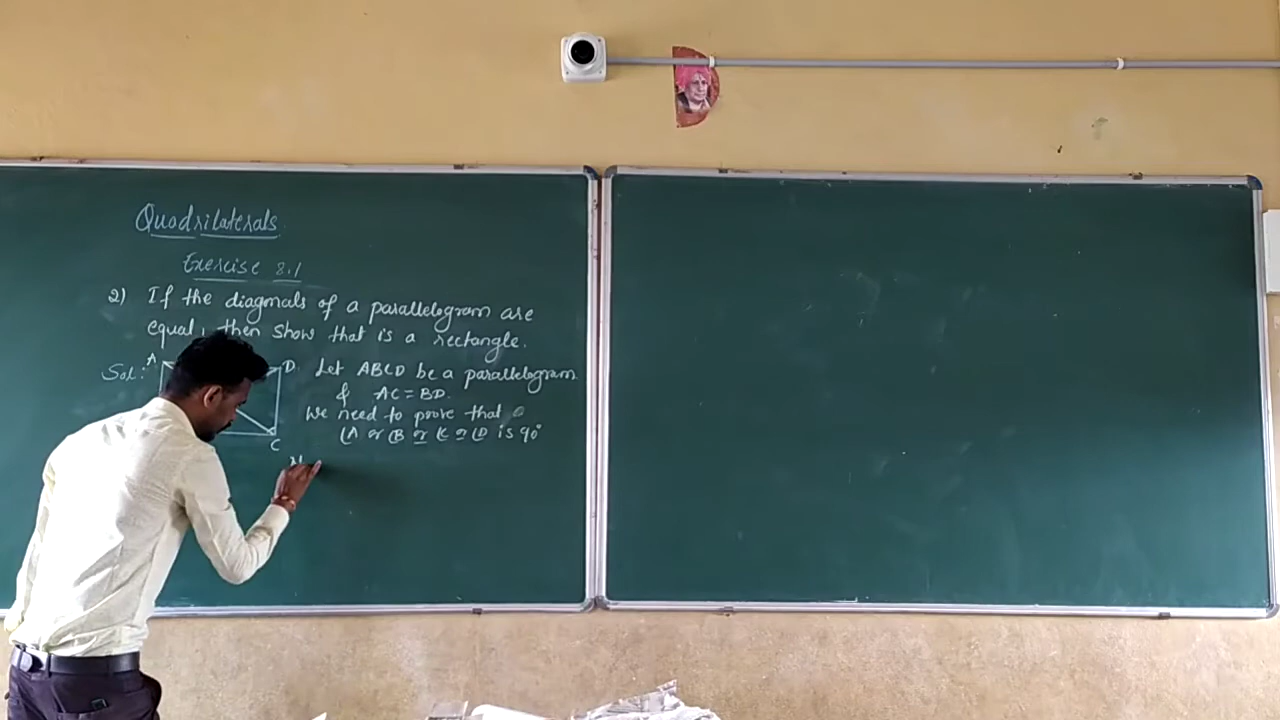 Quadrilaterals
Exercise 8.1
2) If the diagonals of a parallelogram are
equal, then show that is a rectangle.
Sol:- A D Let ABCD be a parallelogram
& AC = BD.
We need to prove that
∠A or ∠B or ∠C or ∠D is 90°
C